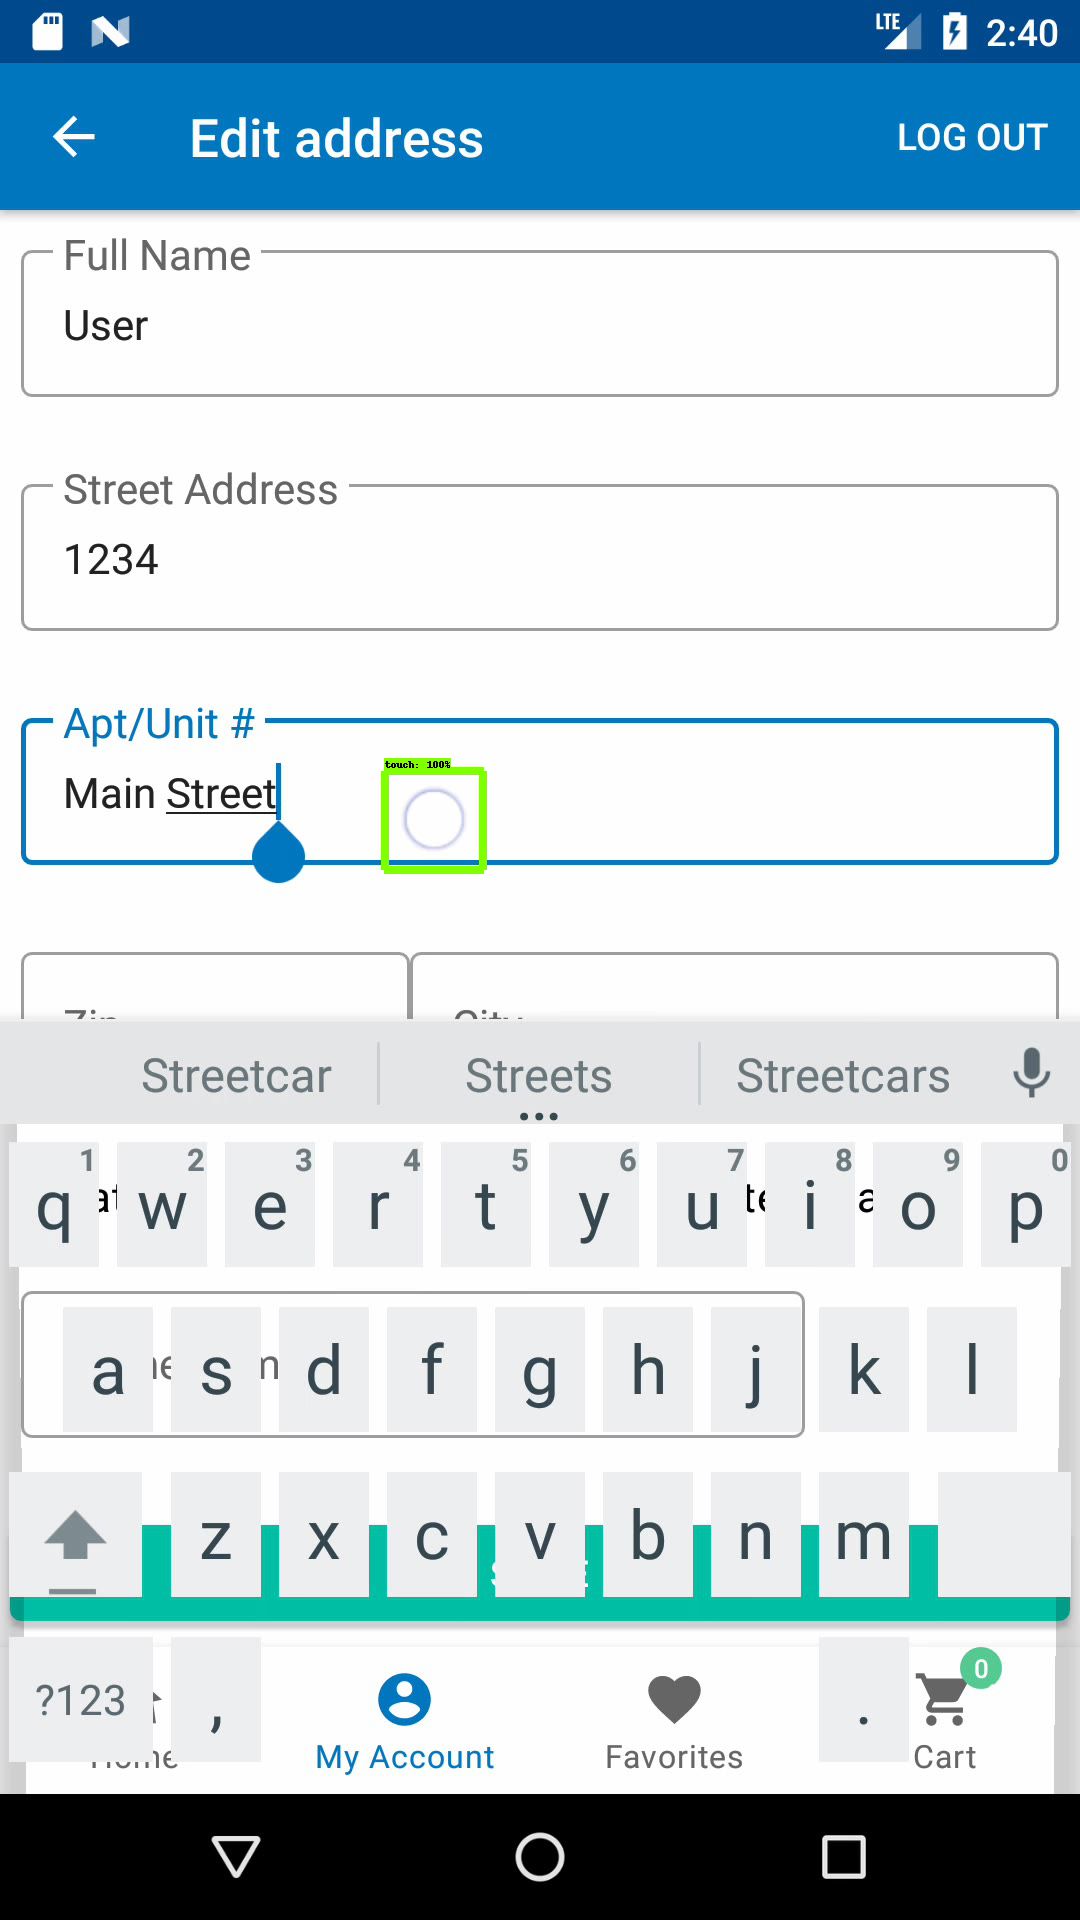 LTE 2:40
Edit address LOG OUT
Full Name
User
Street Address
1234
Apt/Unit #
touch: 100%
Main Street
Zip City
Streetcar Streets Streetcars
1 2 3 4 5 6 7 8 9 0
q w e r t y u i o p
a s d f g h j k l
z x c v b n m
?123 , .
0
Home My Account Favorites Cart